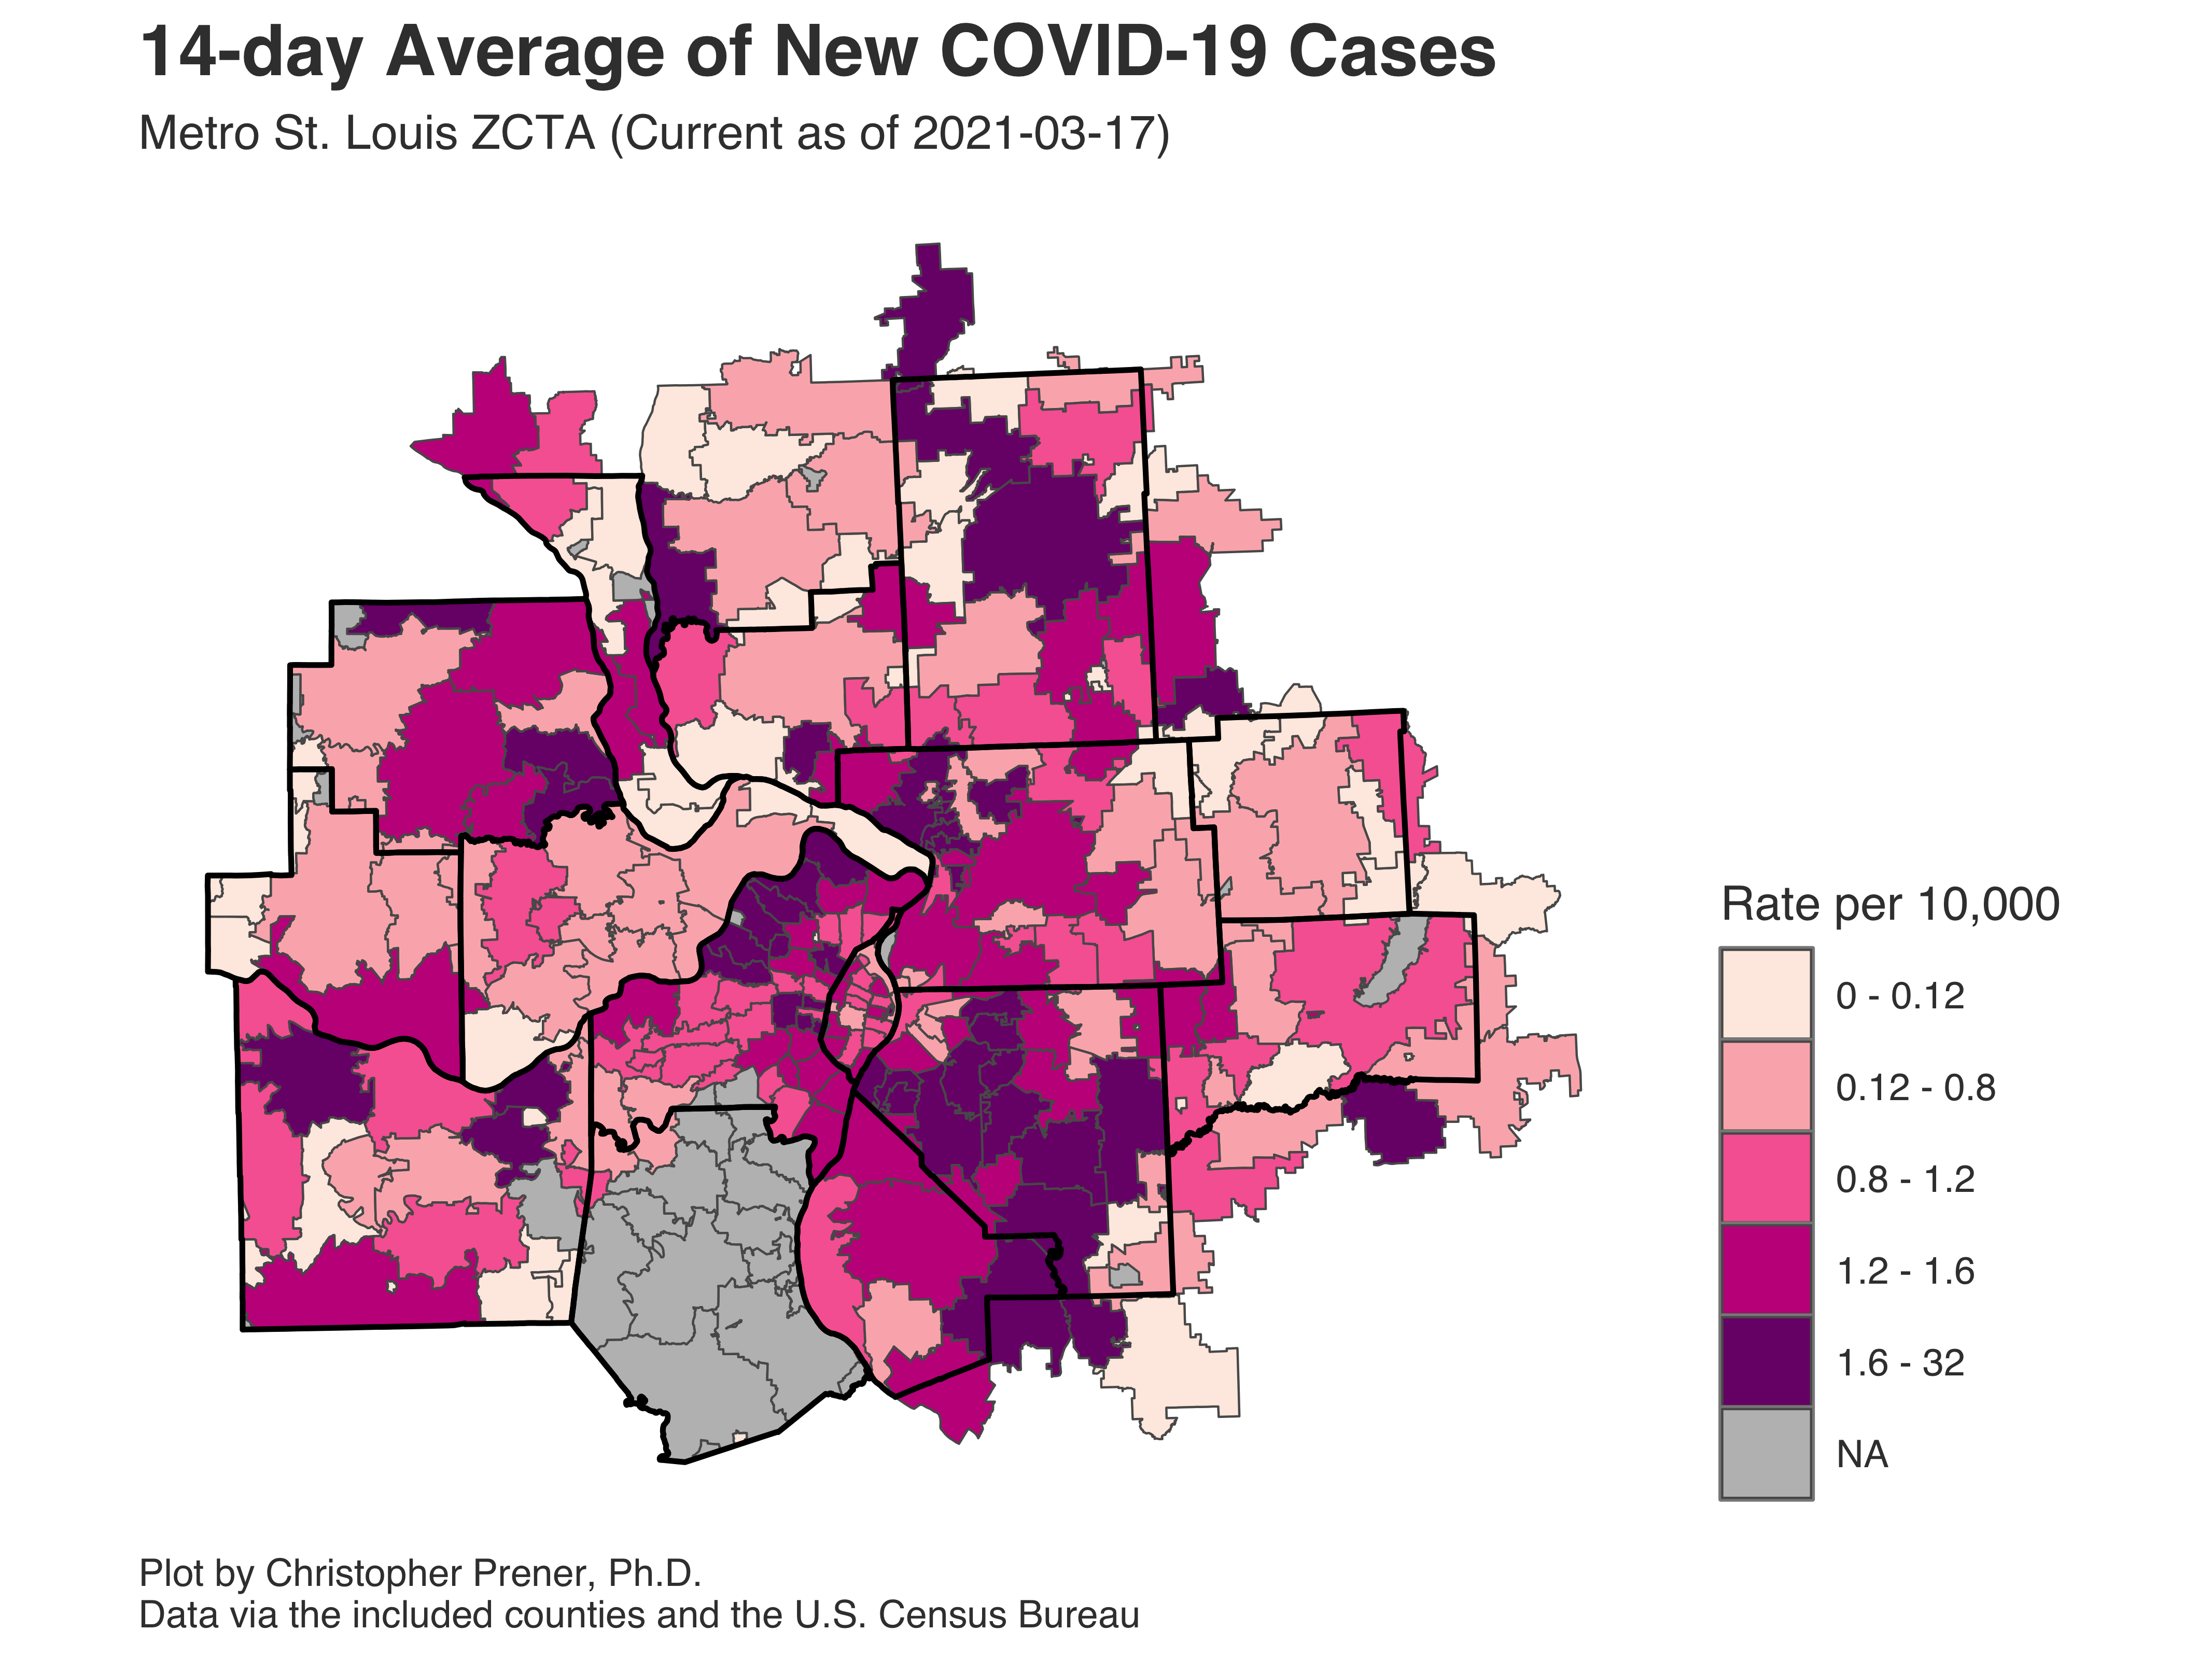 14-day Average of New COVID-19 Cases
Metro St. Louis ZCTA (Current as of 2021-03-17)
Rate per 10,000
0 - 0.12
0.12 - 0.8
0.8 - 1.2
1.2 - 1.6
1.6 - 32
NA
Plot by Christopher Prener, Ph.D.
Data via the included counties and the U.S. Census Bureau